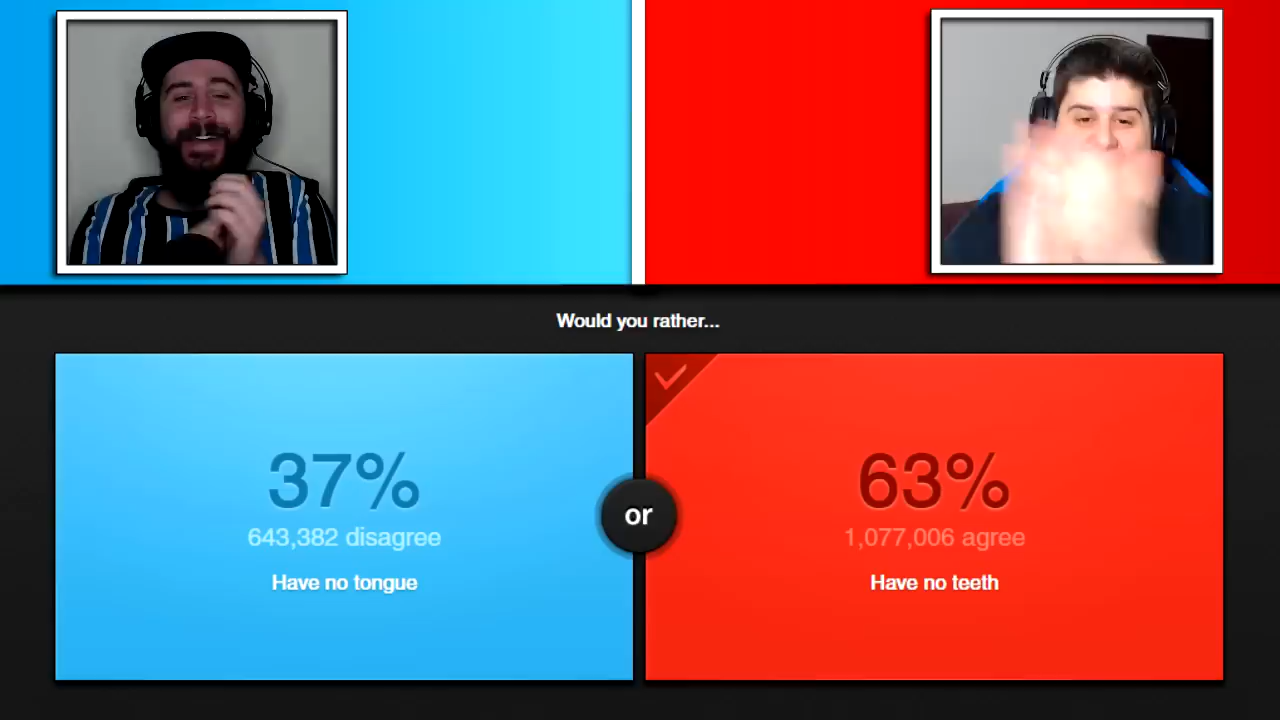 Would you rather...
37%
643,382 disagree
Have no tongue
or
63%
1,077,006 agree
Have no teeth